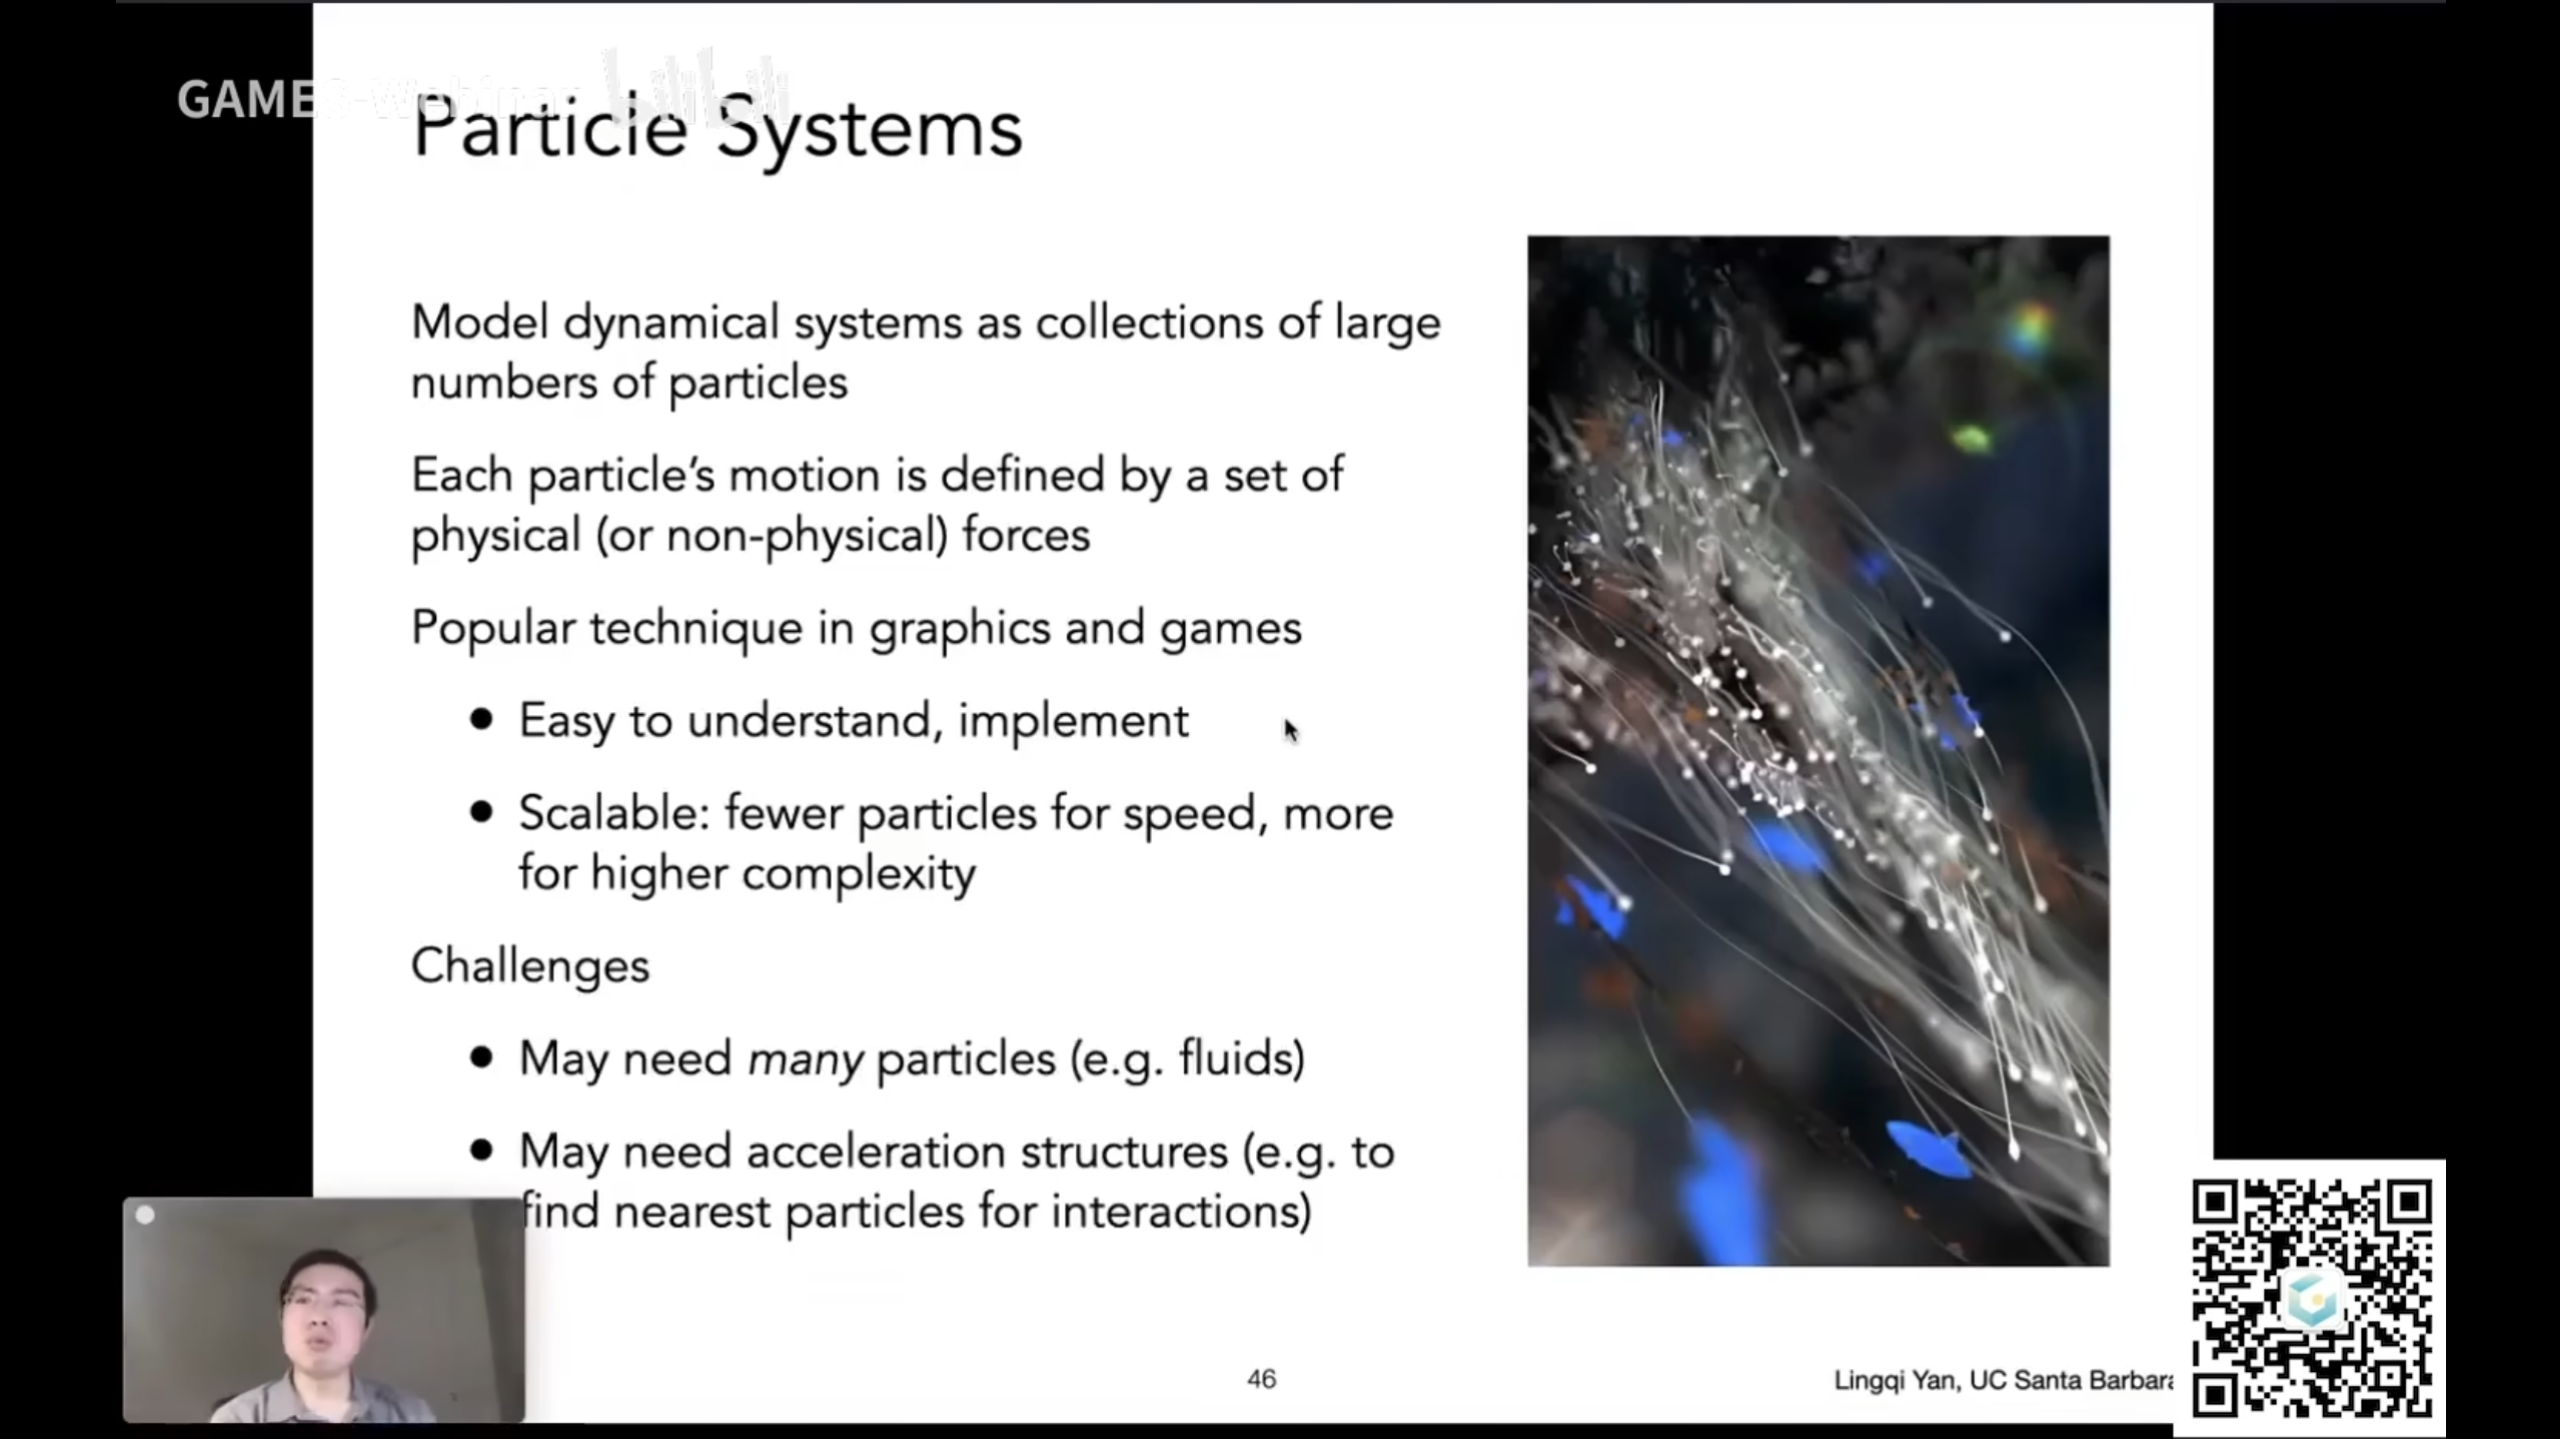 GAMES-Webinar bilibili
Particle Systems
Model dynamical systems as collections of large
numbers of particles
Each particle’s motion is defined by a set of
physical (or non-physical) forces
Popular technique in graphics and games
● Easy to understand, implement
● Scalable: fewer particles for speed, more
for higher complexity
Challenges
● May need many particles (e.g. fluids)
● May need acceleration structures (e.g. to
find nearest particles for interactions)
46
Lingqi Yan, UC Santa Barbara